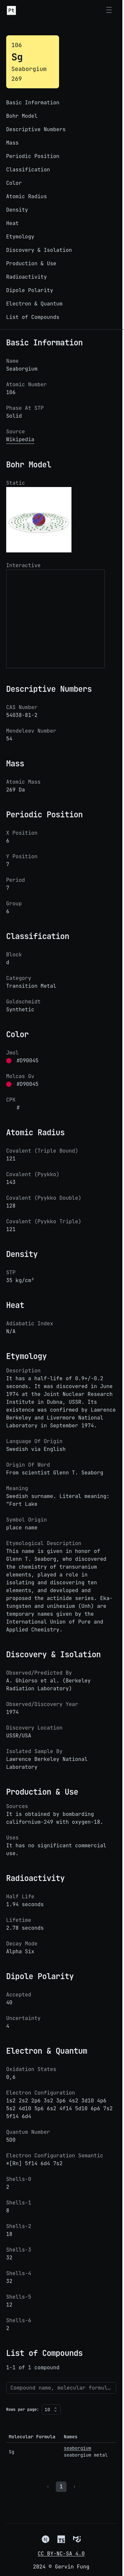 Pt
106
Sg
Seaborgium
269
Basic Information
Bohr Model
Descriptive Numbers
Mass
Periodic Position
Classification
Color
Atomic Radius
Density
Heat
Etymology
Discovery & Isolation
Production & Use
Radioactivity
Dipole Polarity
Electron & Quantum
List of Compounds
Basic Information
Name
Seaborgium
Atomic Number
106
Phase At STP
Solid
Source
Wikipedia
Bohr Model
Static
Interactive
Descriptive Numbers
CAS Number
54038-81-2
Mendeleev Number
54
Mass
Atomic Mass
269 Da
Periodic Position
X Position
6
Y Position
7
Period
7
Group
6
Classification
Block
d
Category
Transition Metal
Goldschmidt
Synthetic
Color
Jmol
#D90045
Molcas Gv
#D90045
CPK
#
Atomic Radius
Covalent (Triple Bound)
121
Covalent (Pyykko)
143
Covalent (Pyykko Double)
128
Covalent (Pyykko Triple)
121
Density
STP
35 kg/cm³
Heat
Adiabatic Index
N/A
Etymology
Description
It has a half-life of 0.9+/-0.2
seconds. It was discovered in June
1974 at the Joint Nuclear Research
Institute in Dubna, USSR. Its
existence was confirmed by Lawrence
Berkeley and Livermore National
Laboratory in September 1974.
Language Of Origin
Swedish via English
Origin Of Word
From scientist Glenn T. Seaborg
Meaning
Swedish surname. Literal meaning:
"Fort Lake
Symbol Origin
place name
Etymological Description
This name is given in honor of
Glenn T. Seaborg, who discovered
the chemistry of transuranium
elements, played a role in
isolating and discovering ten
elements, and developed and
proposed the actinide series. Eka-
tungsten and unihexium (Unh) are
temporary names given by the
International Union of Pure and
Applied Chemistry.
Discovery & Isolation
Observed/Predicted By
A. Ghiorso et al. (Berkeley
Radiation Laboratory)
Observed/Discovery Year
1974
Discovery Location
USSR/USA
Isolated Sample By
Lawrence Berkeley National
Laboratory
Production & Use
Sources
It is obtained by bombarding
californium-249 with oxygen-18.
Uses
It has no significant commercial
use.
Radioactivity
Half Life
1.94 seconds
Lifetime
2.78 seconds
Decay Mode
Alpha Six
Dipole Polarity
Accepted
40
Uncertainty
4
Electron & Quantum
Oxidation States
0,6
Electron Configuration
1s2 2s2 2p6 3s2 3p6 4s2 3d10 4p6
5s2 4d10 5p6 6s2 4f14 5d10 6p6 7s2
5f14 6d4
Quantum Number
5D0
Electron Configuration Semantic
*[Rn] 5f14 6d4 7s2
Shells-0
2
Shells-1
8
Shells-2
18
Shells-3
32
Shells-4
32
Shells-5
12
Shells-6
2
List of Compounds
1-1 of 1 compound
Compound name, molecular formul…
Rows per page: 10
Molecular Formula Names
Sg
seaborgium
seaborgium metal
1
CC BY-NC-SA 4.0
2024 © Gervin Fung